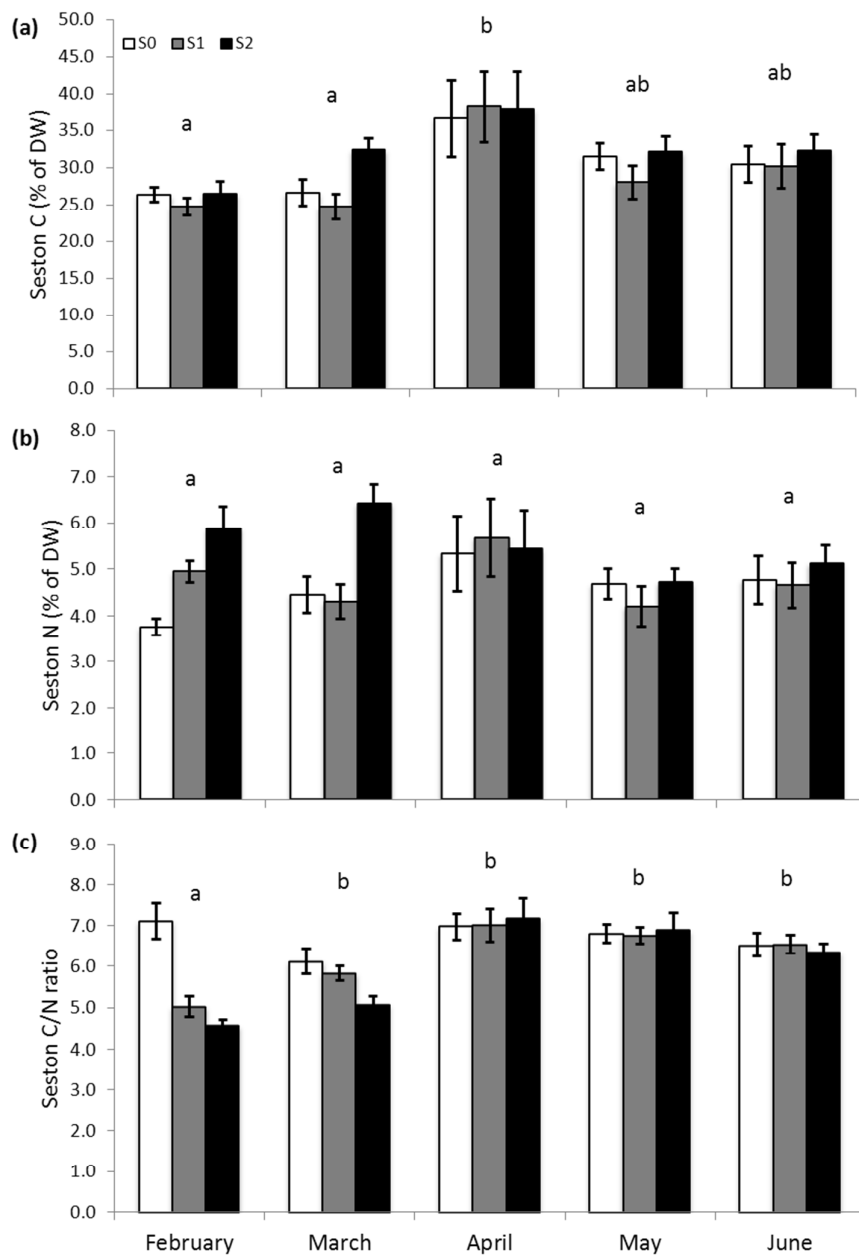 (a)
S0 S1 S2
Seston C (% of DW)
50.0
45.0
40.0
35.0
30.0
25.0
20.0
15.0
10.0
5.0
0.0
a a b ab ab
(b)
Seston N (% of DW)
8.0
7.0
6.0
5.0
4.0
3.0
2.0
1.0
0.0
a a a a a
(c)
Seston C/N ratio
9.0
8.0
7.0
6.0
5.0
4.0
3.0
2.0
1.0
0.0
a b b b b
February March April May June